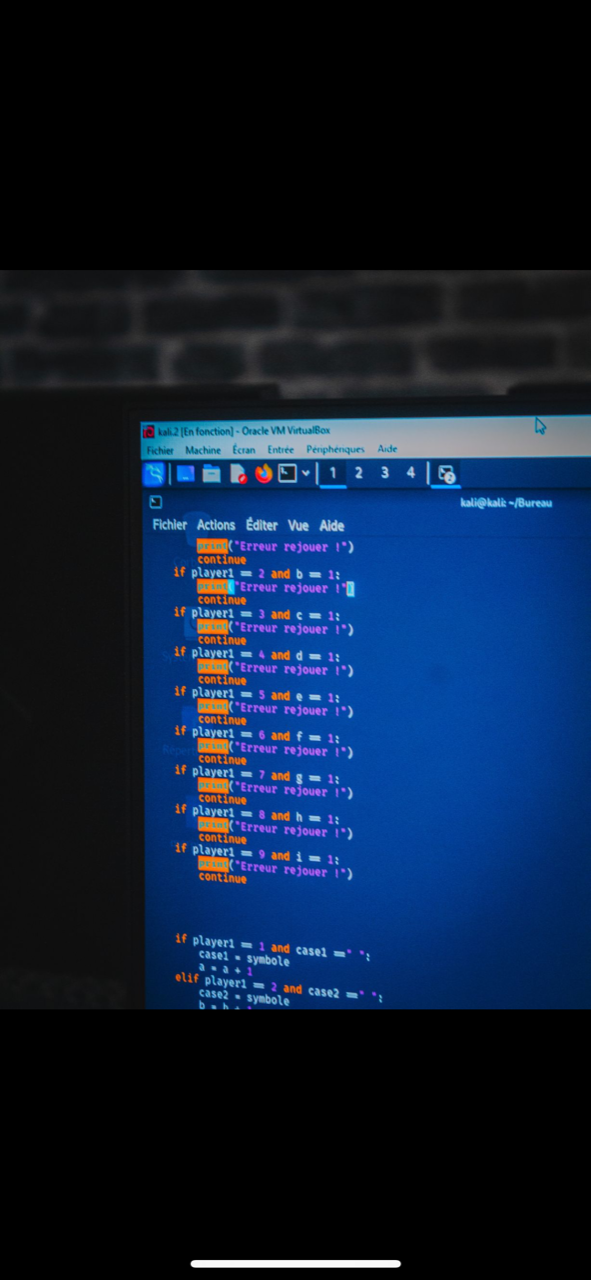 kali.2 [En fonction] - Oracle VM VirtualBox
Fichier Machine Écran Entrée Périphériques Aide
1 2 3 4 2
kali@kali: ~/Bureau
Fichier Actions Éditer Vue Aide
print("Erreur rejouer !")
continue
if player1 == 2 and b == 1:
print("Erreur rejouer !")
continue
if player1 == 3 and c == 1:
print("Erreur rejouer !")
continue
if player1 == 4 and d == 1:
print("Erreur rejouer !")
continue
if player1 == 5 and e == 1:
print("Erreur rejouer !")
continue
if player1 == 6 and f == 1:
print("Erreur rejouer !")
continue
if player1 == 7 and g == 1:
print("Erreur rejouer !")
continue
if player1 == 8 and h == 1:
print("Erreur rejouer !")
continue
if player1 == 9 and i == 1:
print("Erreur rejouer !")
continue
if player1 == 1 and case1 ==" ":
case1 = symbole
a = a + 1
elif player1 == 2 and case2 ==" ":
case2 = symbole
b = b +